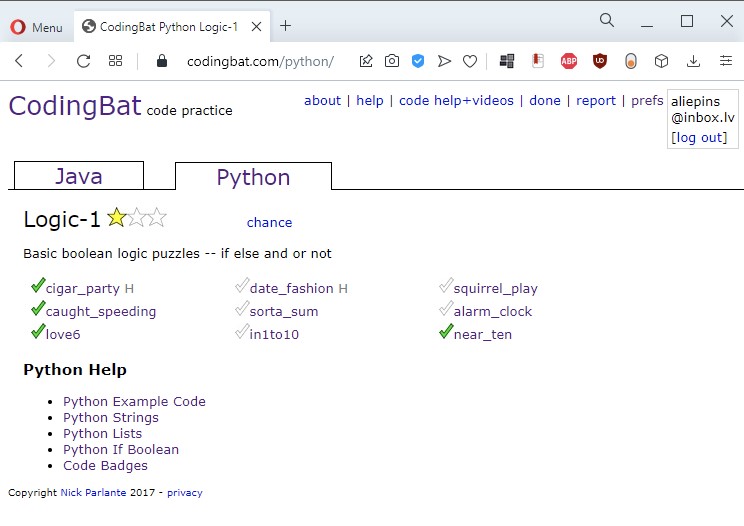 Menu
CodingBat Python Logic-1
codingbat.com/python/
ABP
CodingBat code practice
about | help | code help+videos | done | report | prefs
aliepins
@inbox.lv
[log out]
Java
Python
Logic-1
chance
Basic boolean logic puzzles -- if else and or not
cigar_party H date_fashion H squirrel_play
caught_speeding sorta_sum alarm_clock
love6 in1to10 near_ten
Python Help
Python Example Code
Python Strings
Python Lists
Python If Boolean
Code Badges
Copyright Nick Parlante 2017 - privacy